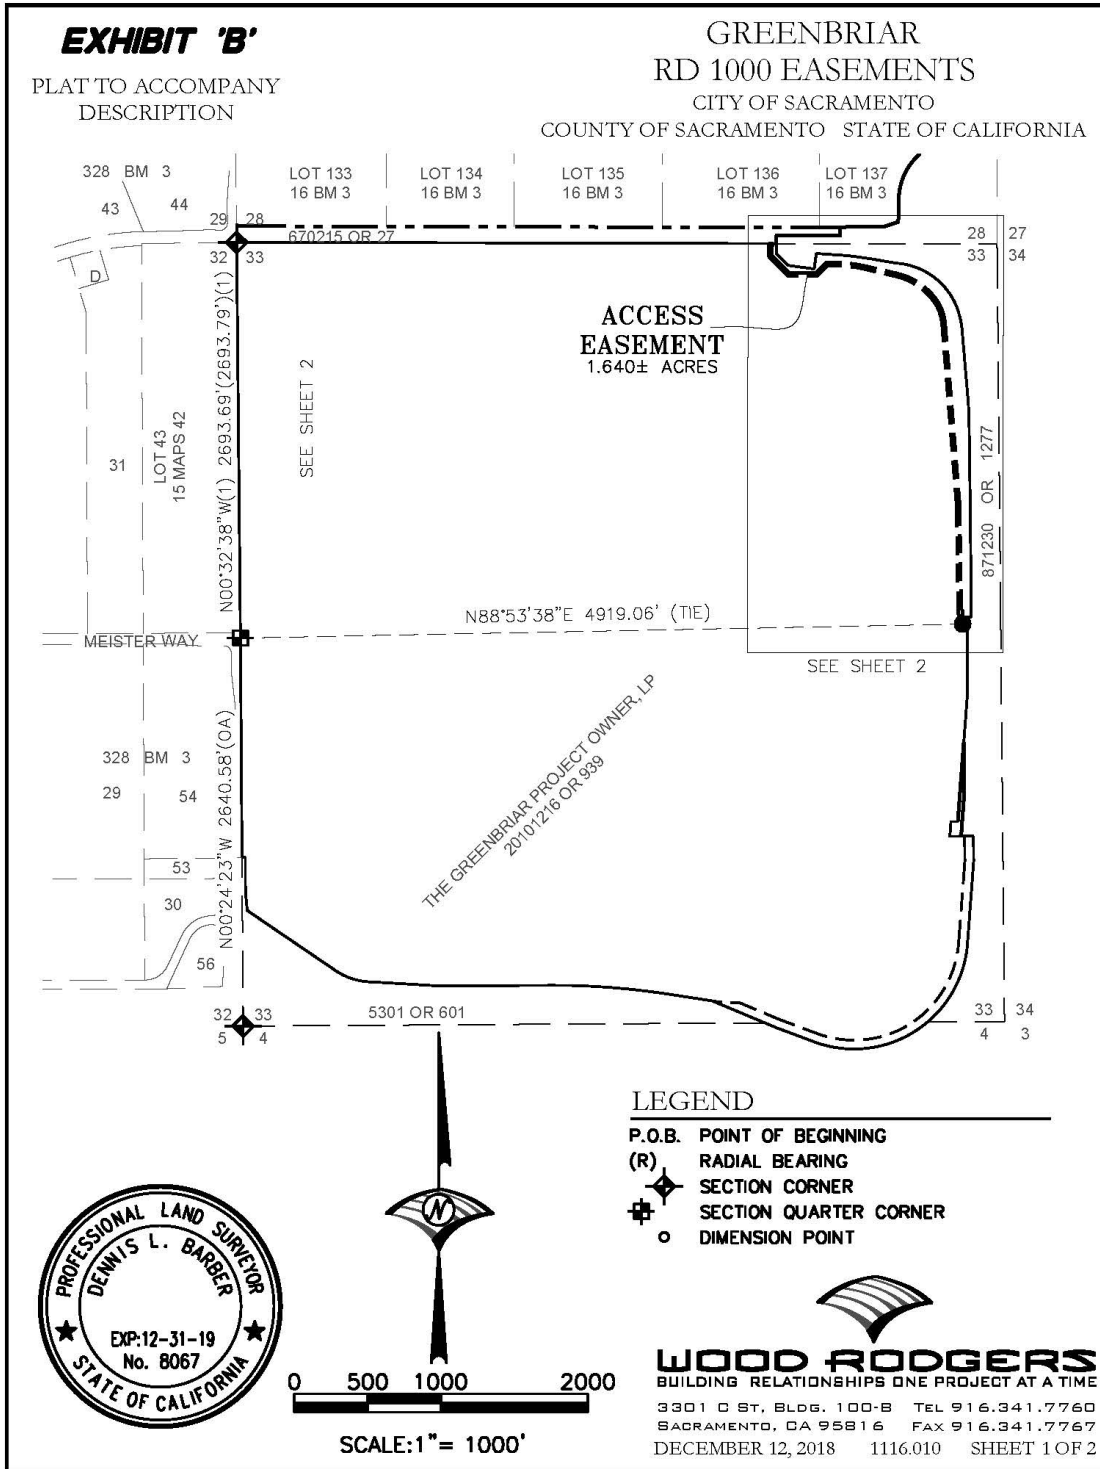 EXHIBIT 'B'
PLAT TO ACCOMPANY
DESCRIPTION
GREENBRIAR
RD 1000 EASEMENTS
CITY OF SACRAMENTO
COUNTY OF SACRAMENTO STATE OF CALIFORNIA
328 BM 3
43 44
LOT 133
16 BM 3
LOT 134
16 BM 3
LOT 135
16 BM 3
LOT 136
16 BM 3
LOT 137
16 BM 3
29 28
32 33
670215 OR 27
28 27
33 34
D
ACCESS
EASEMENT
1.640± ACRES
N00°32'38"W(1) 2693.69'(2693.79')(1)
SEE SHEET 2
31
LOT 43
15 MAPS 42
871230 OR 1277
N88°53'38"E 4919.06' (TIE)
MEISTER WAY
SEE SHEET 2
THE GREENBRIAR PROJECT OWNER, LP
20101216 OR 939
N00°24'23"W 2640.58'(OA)
328 BM 3
29 54
53
30
56
32 33
5 4
5301 OR 601
33 34
4 3
LEGEND
P.O.B. POINT OF BEGINNING
(R) RADIAL BEARING
SECTION CORNER
SECTION QUARTER CORNER
DIMENSION POINT
N
PROFESSIONAL LAND SURVEYOR
DENNIS L. BARBER
EXP:12-31-19
No. 8067
STATE OF CALIFORNIA
0 500 1000 2000
SCALE:1"= 1000'
WOOD RODGERS
BUILDING RELATIONSHIPS ONE PROJECT AT A TIME
3301 C ST, BLDG. 100-B TEL 916.341.7760
SACRAMENTO, CA 95816 FAX 916.341.7767
DECEMBER 12, 2018 1116.010 SHEET 1 OF 2